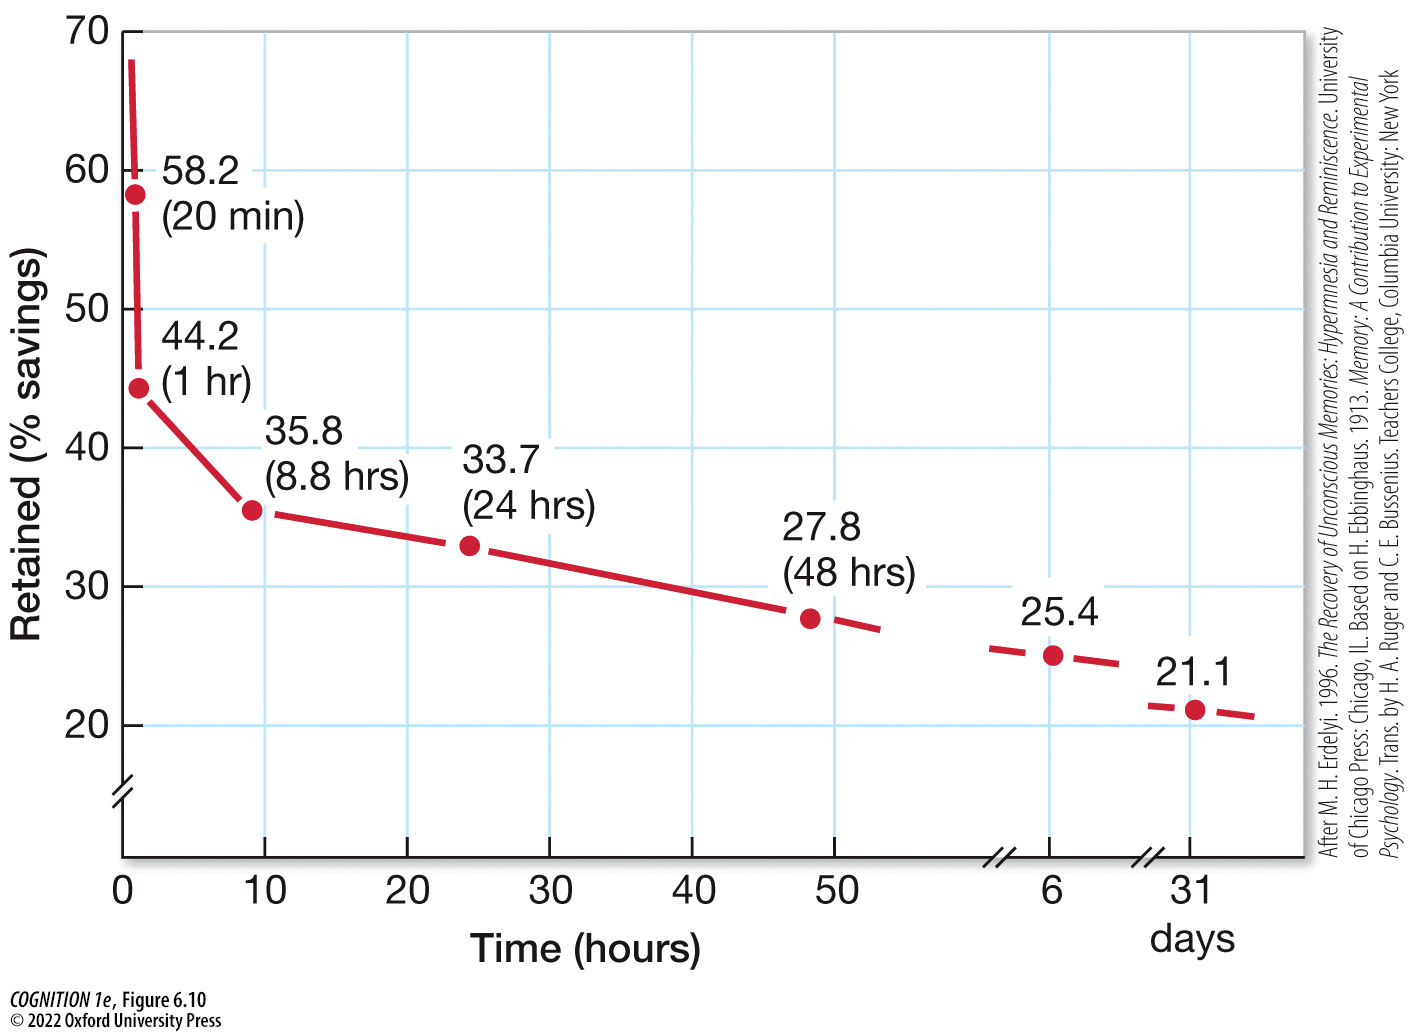 70
60
50
40
30
20
Retained (% savings)
58.2
(20 min)
44.2
(1 hr)
35.8
(8.8 hrs)
33.7
(24 hrs)
27.8
(48 hrs)
25.4
21.1
0 10 20 30 40 50 6 31
days
Time (hours)
After M. H. Erdelyi. 1996. The Recovery of Unconscious Memories: Hypermnesia and Reminiscence. University
of Chicago Press: Chicago, IL. Based on H. Ebbinghaus. 1913. Memory: A Contribution to Experimental
Psychology. Trans. by H. A. Ruger and C. E. Bussenius. Teachers College, Columbia University: New York
COGNITION 1e, Figure 6.10
© 2022 Oxford University Press